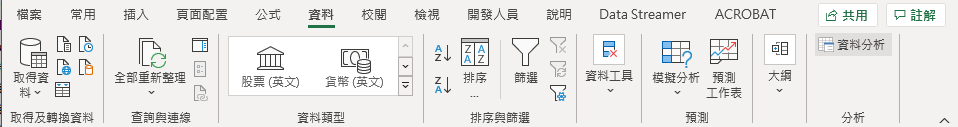 檔案 常用 插入 頁面配置 公式 資料 校閱 檢視 開發人員 說明 Data Streamer ACROBAT 共用 註解
取得資料
全部重新整理
股票 (英文) 貨幣 (英文)
A Z
Z A
Z A
A Z
排序
...
篩選
資料工具
模擬分析
預測
工作表
大綱
資料分析
取得及轉換資料 查詢與連線 資料類型 排序與篩選 預測 分析